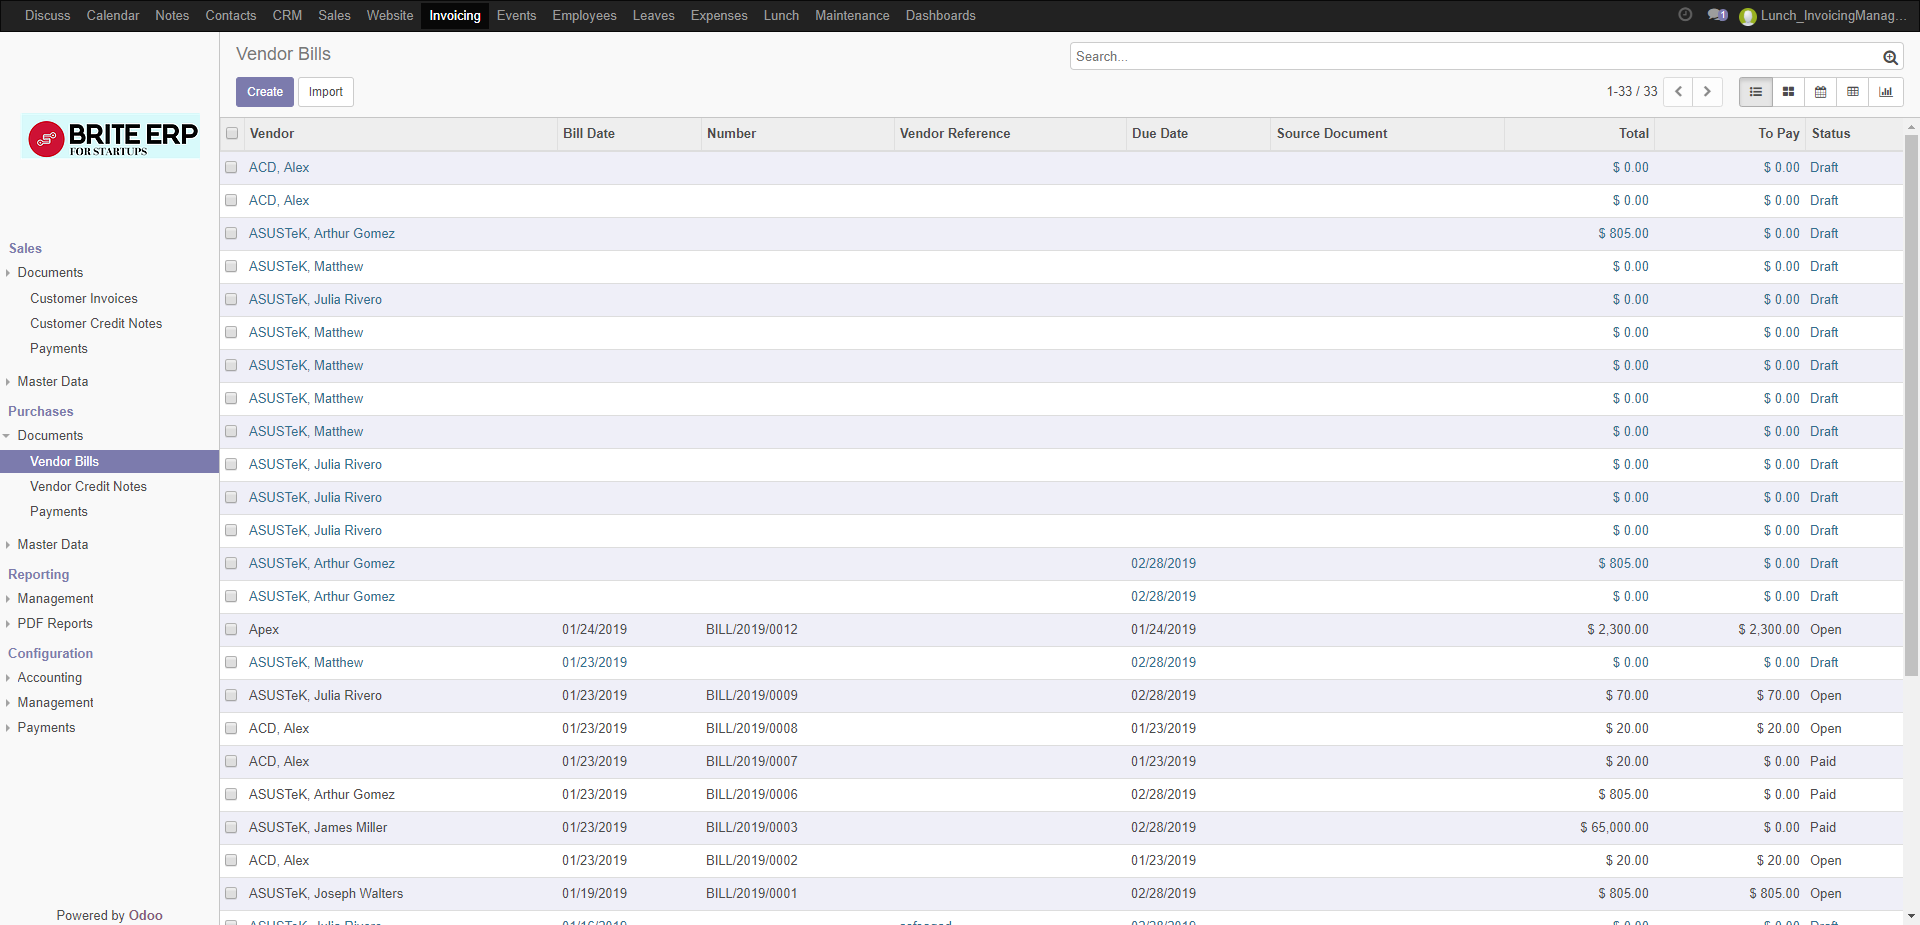 Discuss Calendar Notes Contacts CRM Sales Website Invoicing Events Employees Leaves Expenses Lunch Maintenance Dashboards 1 Lunch_InvoicingManag...
Vendor Bills
Search...
Create Import
1-33 / 33
BRITE ERP
FOR STARTUPS
Sales
Documents
Customer Invoices
Customer Credit Notes
Payments
Master Data
Purchases
Documents
Vendor Bills
Vendor Credit Notes
Payments
Master Data
Reporting
Management
PDF Reports
Configuration
Accounting
Management
Payments
Powered by Odoo
Vendor Bill Date Number Vendor Reference Due Date Source Document Total To Pay Status
ACD, Alex $ 0.00 $ 0.00 Draft
ACD, Alex $ 0.00 $ 0.00 Draft
ASUSTeK, Arthur Gomez $ 805.00 $ 0.00 Draft
ASUSTeK, Matthew $ 0.00 $ 0.00 Draft
ASUSTeK, Julia Rivero $ 0.00 $ 0.00 Draft
ASUSTeK, Matthew $ 0.00 $ 0.00 Draft
ASUSTeK, Matthew $ 0.00 $ 0.00 Draft
ASUSTeK, Matthew $ 0.00 $ 0.00 Draft
ASUSTeK, Matthew $ 0.00 $ 0.00 Draft
ASUSTeK, Julia Rivero $ 0.00 $ 0.00 Draft
ASUSTeK, Julia Rivero $ 0.00 $ 0.00 Draft
ASUSTeK, Julia Rivero $ 0.00 $ 0.00 Draft
ASUSTeK, Arthur Gomez 02/28/2019 $ 805.00 $ 0.00 Draft
ASUSTeK, Arthur Gomez 02/28/2019 $ 0.00 $ 0.00 Draft
Apex 01/24/2019 BILL/2019/0012 01/24/2019 $ 2,300.00 $ 2,300.00 Open
ASUSTeK, Matthew 01/23/2019 02/28/2019 $ 0.00 $ 0.00 Draft
ASUSTeK, Julia Rivero 01/23/2019 BILL/2019/0009 02/28/2019 $ 70.00 $ 70.00 Open
ACD, Alex 01/23/2019 BILL/2019/0008 01/23/2019 $ 20.00 $ 20.00 Open
ACD, Alex 01/23/2019 BILL/2019/0007 01/23/2019 $ 20.00 $ 0.00 Paid
ASUSTeK, Arthur Gomez 01/23/2019 BILL/2019/0006 02/28/2019 $ 805.00 $ 0.00 Paid
ASUSTeK, James Miller 01/23/2019 BILL/2019/0003 02/28/2019 $ 65,000.00 $ 0.00 Paid
ACD, Alex 01/23/2019 BILL/2019/0002 01/23/2019 $ 20.00 $ 20.00 Open
ASUSTeK, Joseph Walters 01/19/2019 BILL/2019/0001 02/28/2019 $ 805.00 $ 805.00 Open